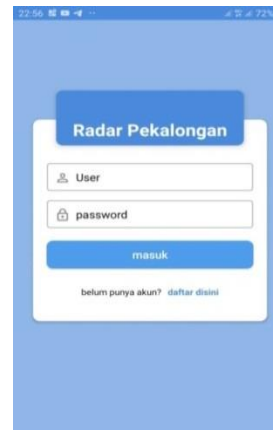 22:56 72%
Radar Pekalongan
User
password
masuk
belum punya akun? daftar disini